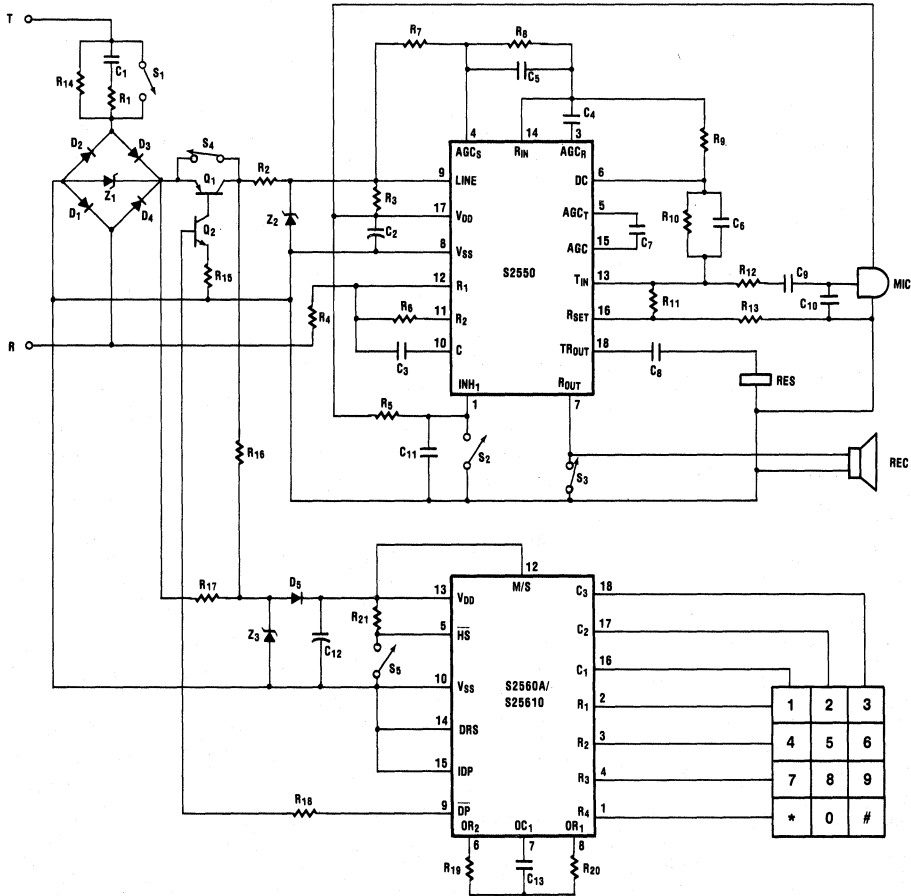 T
R7
R8
C1
S1
R14
R1
C5
C4
R9
4
14
3
AGCS
RIN
AGCR
D2
D3
S4
Z1
Q1
R2
9
LINE
DC
6
R3
D1
D4
Q2
Z2
17
VDD
AGCT
5
R10
C6
C2
C7
R15
8
VSS
AGC
15
S2550
12
R1
TIN
13
R12
C9
MIC
R4
R6
11
R2
R11
RSET
16
R13
C10
R
10
C
TROUT
18
C3
C8
INH1
ROUT
RES
1
7
R5
R16
C11
S2
S3
REC
12
M/S
R17
D5
13
VDD
C3
18
R21
5
HS
C2
17
Z3
C12
S5
C1
16
10
VSS
S2560A/
S25610
R1
2
1 2 3
14
DRS
R2
3
4 5 6
15
IDP
R3
4
7 8 9
R18
9
DP
R4
1
* 0 #
OR2
OC1
OR1
6
7
8
R19
C13
R20